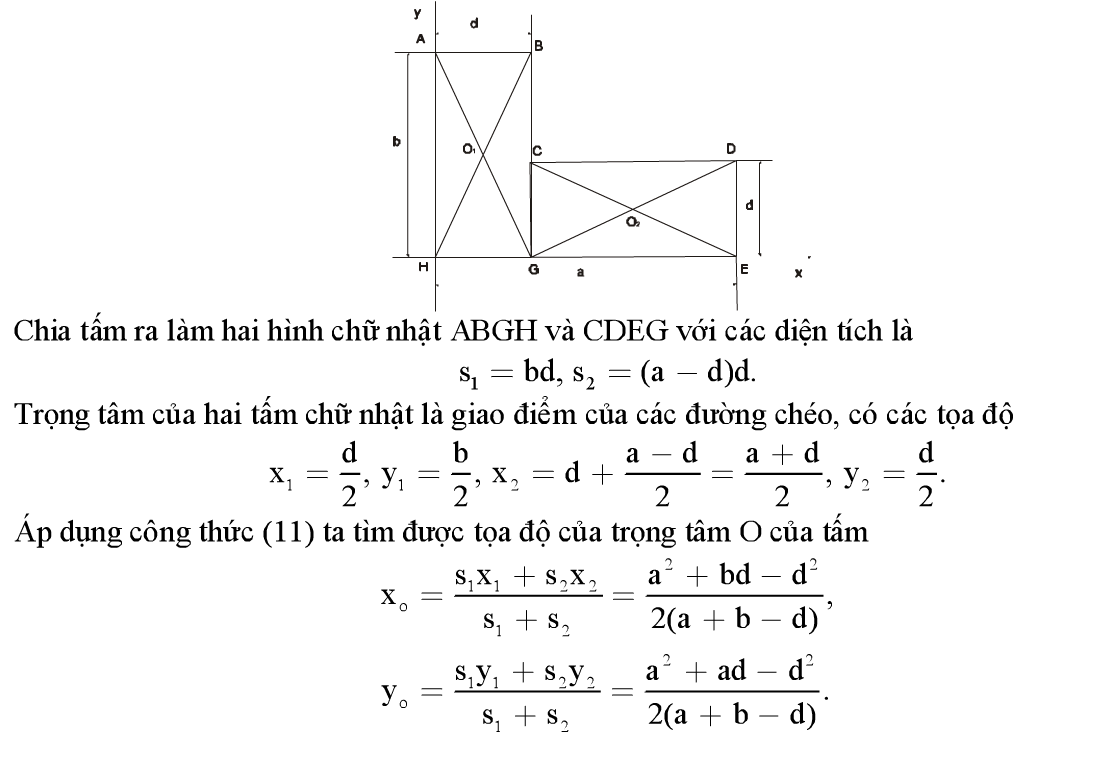 y
d
A
B
b
O₁
C
D
O₂
d
H
G
a
E
x
Chia tấm ra làm hai hình chữ nhật ABGH và CDEG với các diện tích là
s₁ = bd, s₂ = (a − d)d.
Trọng tâm của hai tấm chữ nhật là giao điểm của các đường chéo, có các tọa độ
x₁ = d/2, y₁ = b/2, x₂ = d + (a − d)/2 = (a + d)/2, y₂ = d/2.
Áp dụng công thức (11) ta tìm được tọa độ của trọng tâm O của tấm
xₒ = (s₁x₁ + s₂x₂)/(s₁ + s₂) = (a² + bd − d²)/(2(a + b − d)),
yₒ = (s₁y₁ + s₂y₂)/(s₁ + s₂) = (a² + ad − d²)/(2(a + b − d)).